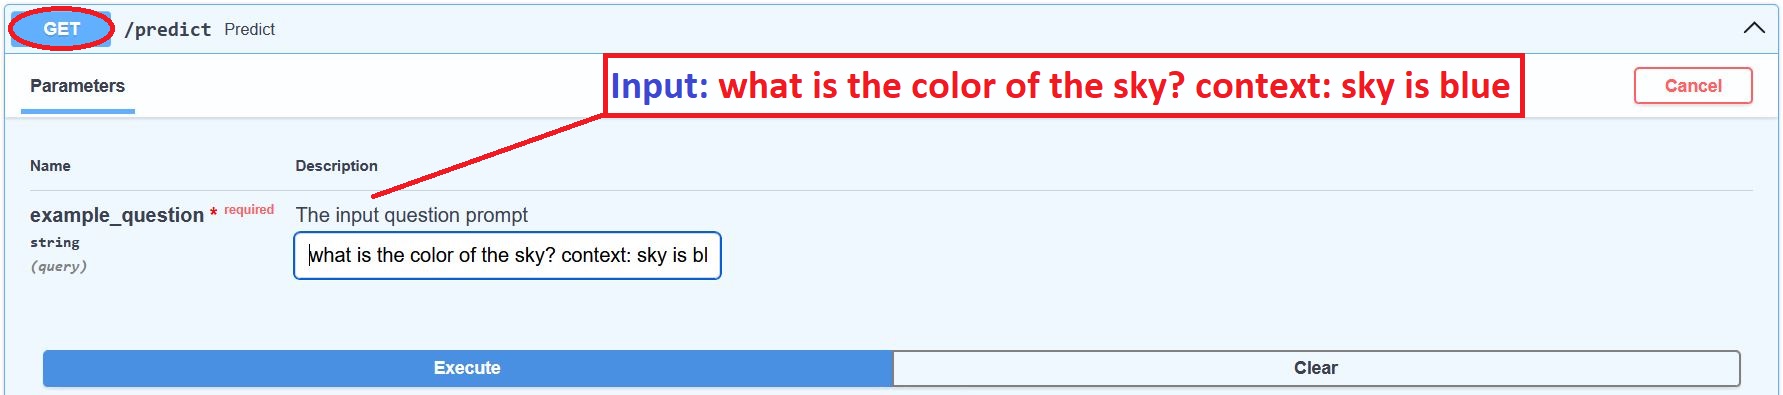 GET /predict Predict
Parameters
Input: what is the color of the sky? context: sky is blue
Cancel
Name Description
example_question * required
The input question prompt
string
(query)
what is the color of the sky? context: sky is bl
Execute Clear